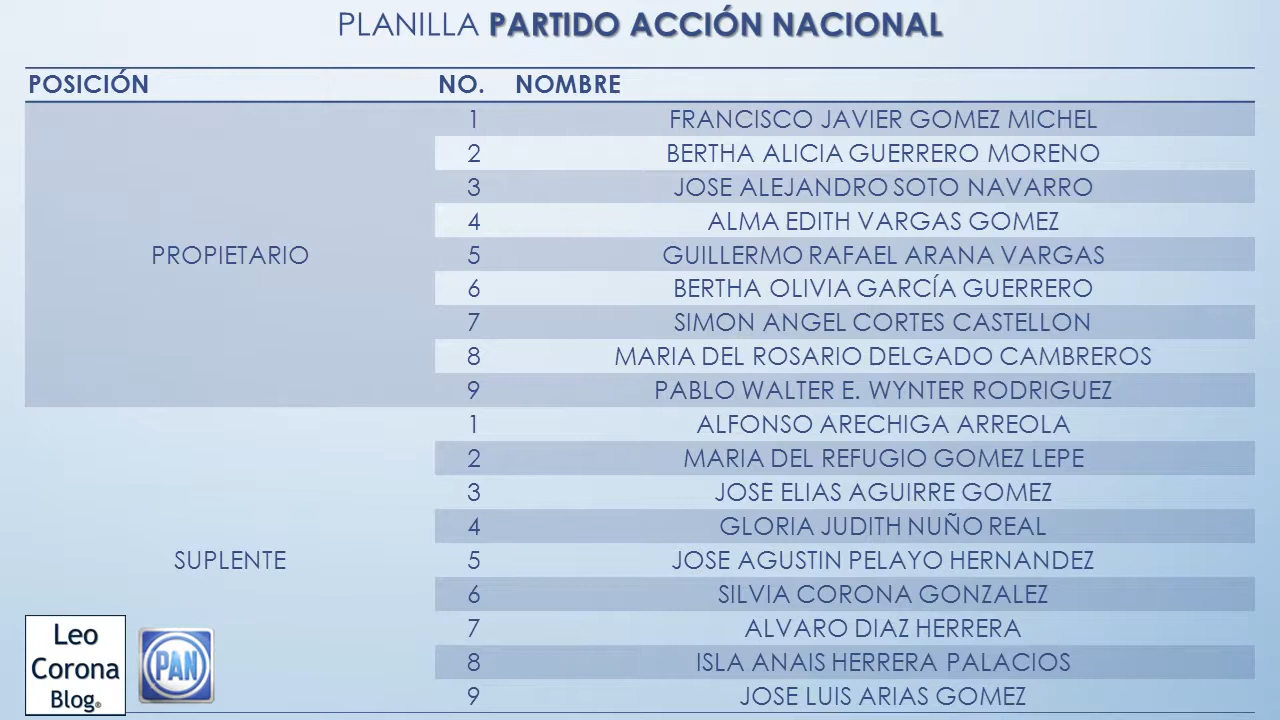 PLANILLA PARTIDO ACCIÓN NACIONAL
POSICIÓN NO. NOMBRE
1 FRANCISCO JAVIER GOMEZ MICHEL
2 BERTHA ALICIA GUERRERO MORENO
3 JOSE ALEJANDRO SOTO NAVARRO
4 ALMA EDITH VARGAS GOMEZ
PROPIETARIO 5 GUILLERMO RAFAEL ARANA VARGAS
6 BERTHA OLIVIA GARCÍA GUERRERO
7 SIMON ANGEL CORTES CASTELLON
8 MARIA DEL ROSARIO DELGADO CAMBREROS
9 PABLO WALTER E. WYNTER RODRIGUEZ
1 ALFONSO ARECHIGA ARREOLA
2 MARIA DEL REFUGIO GOMEZ LEPE
3 JOSE ELIAS AGUIRRE GOMEZ
4 GLORIA JUDITH NUÑO REAL
SUPLENTE 5 JOSE AGUSTIN PELAYO HERNANDEZ
6 SILVIA CORONA GONZALEZ
7 ALVARO DIAZ HERRERA
8 ISLA ANAIS HERRERA PALACIOS
9 JOSE LUIS ARIAS GOMEZ
Leo
Corona
Blog®
PAN